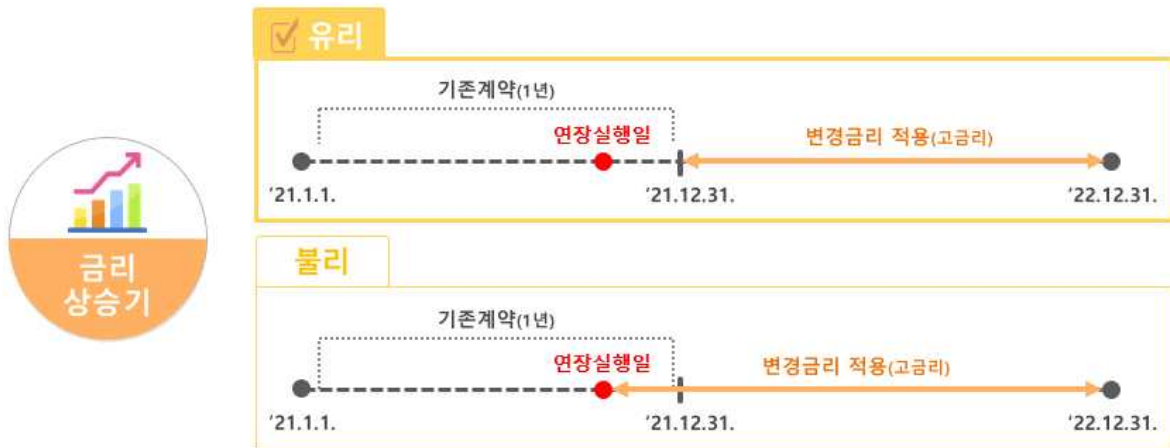 유리
기존계약(1년)
연장실행일
변경금리 적용(고금리)
'21.1.1.
'21.12.31.
'22.12.31.
금리
상승기
불리
기존계약(1년)
연장실행일
변경금리 적용(고금리)
'21.1.1.
'21.12.31.
'22.12.31.